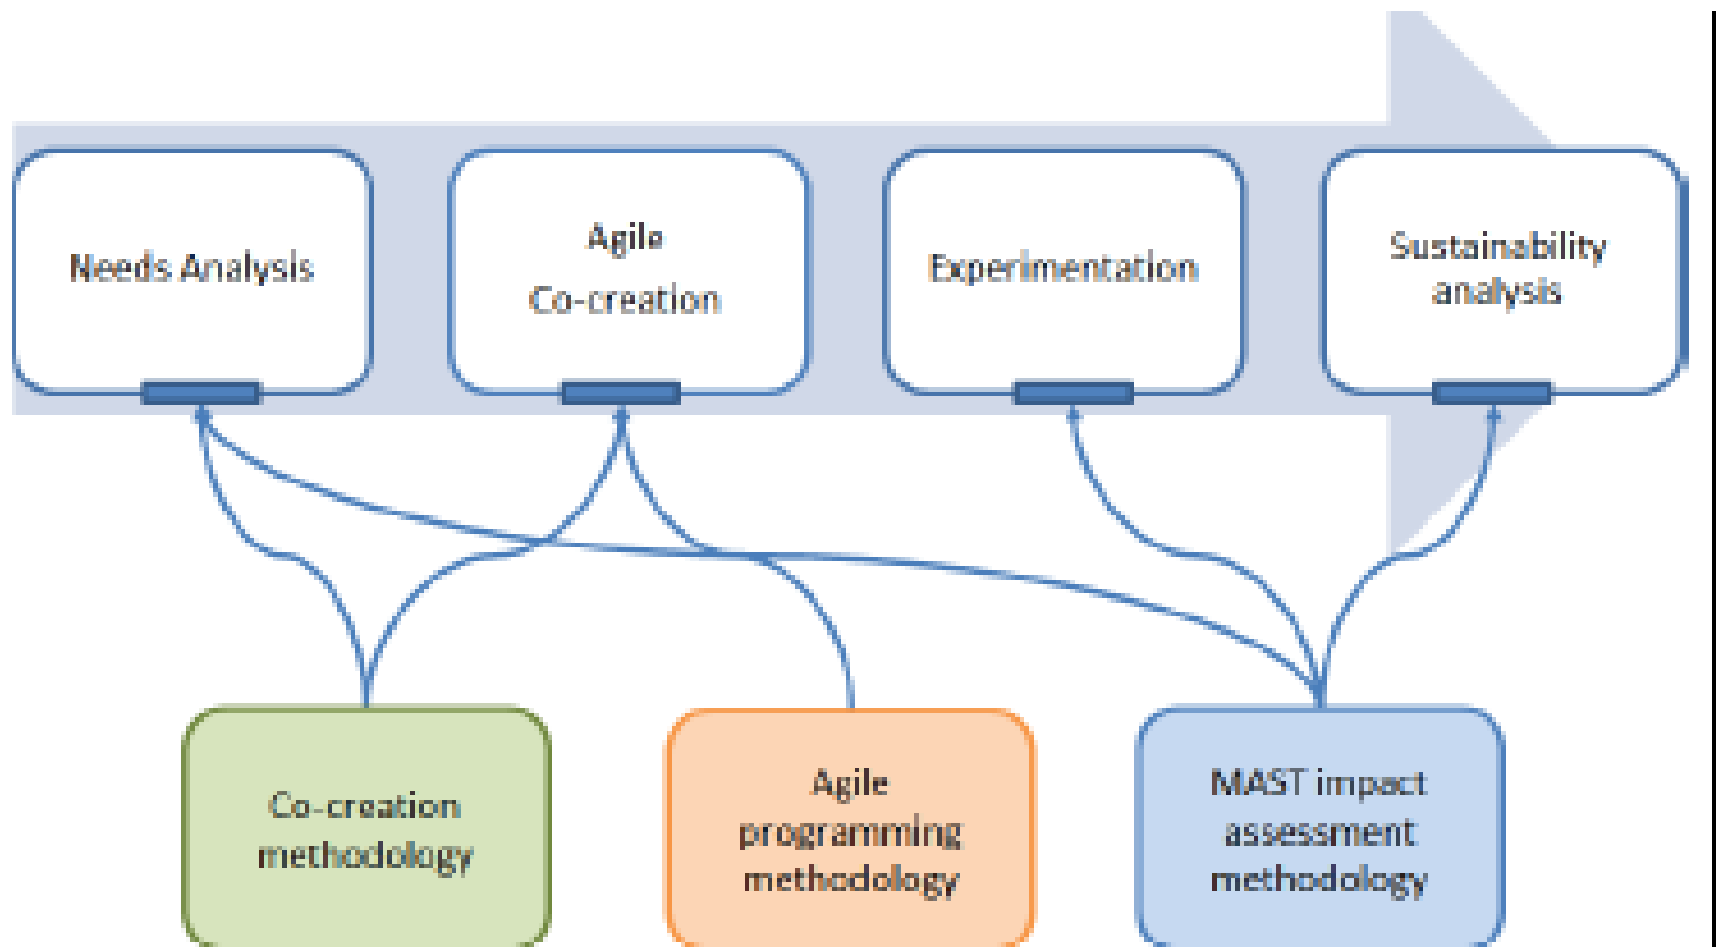 Needs Analysis
Agile
Co-creation
Experimentation
Sustainability
analysis
Co-creation
methodology
Agile
programming
methodology
MAST impact
assessment
methodology